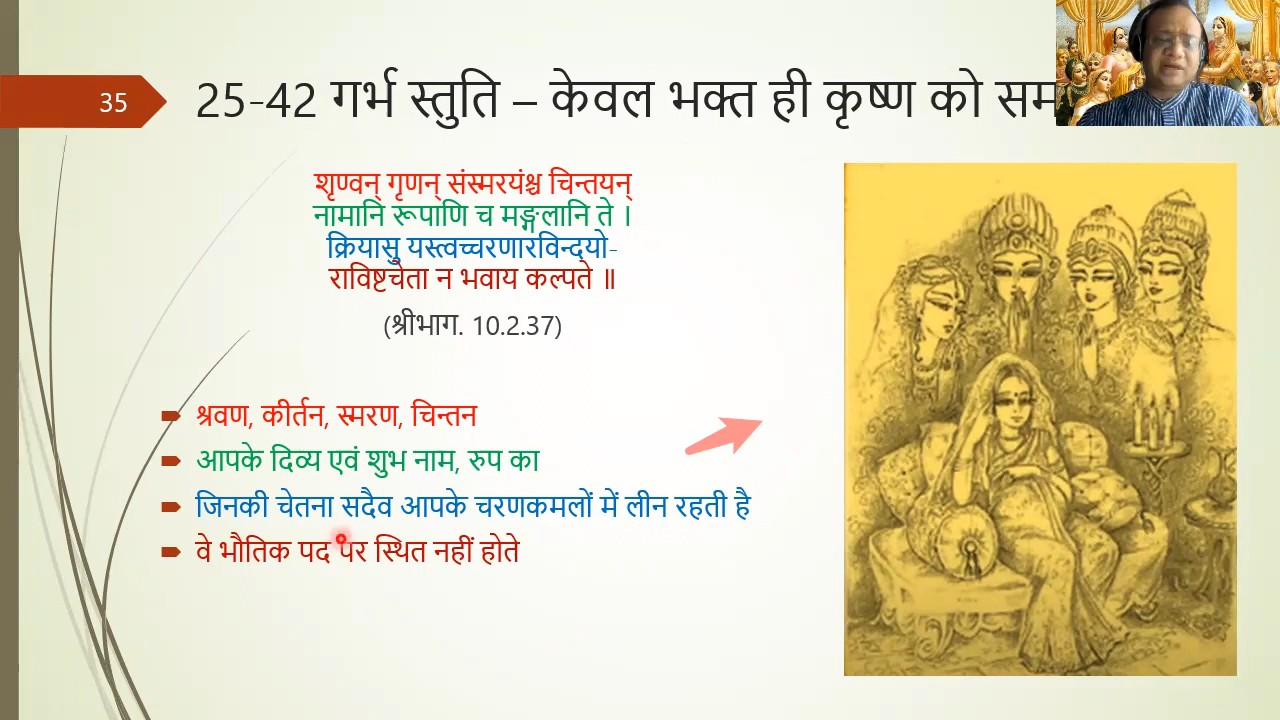 35
25-42 गर्भ स्तुति – केवल भक्त ही कृष्ण को सम
शृण्वन् गृणन् संस्मरयंश्च चिन्तयन्
नामानि रूपाणि च मङ्गलानि ते ।
क्रियासु यस्त्वच्चरणारविन्दयो-
राविष्टचेता न भवाय कल्पते ॥
(श्रीभाग. 10.2.37)
श्रवण, कीर्तन, स्मरण, चिन्तन
आपके दिव्य एवं शुभ नाम, रुप का
जिनकी चेतना सदैव आपके चरणकमलों में लीन रहती है
वे भौतिक पद पर स्थित नहीं होते